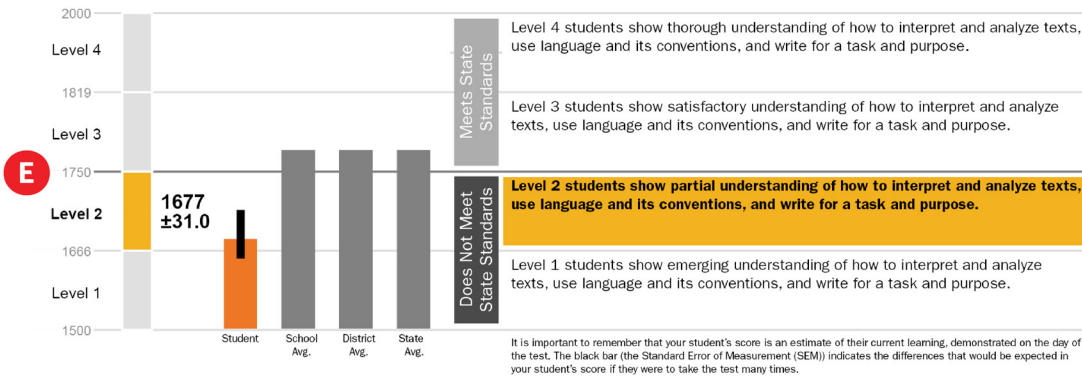 2000
Level 4
1819
Level 3
E
1750
Level 2
1666
Level 1
1500
1677
±31.0
Student
School
Avg.
District
Avg.
State
Avg.
Meets State
Standards
Does Not Meet
State Standards
Level 4 students show thorough understanding of how to interpret and analyze texts,
use language and its conventions, and write for a task and purpose.
Level 3 students show satisfactory understanding of how to interpret and analyze
texts, use language and its conventions, and write for a task and purpose.
Level 2 students show partial understanding of how to interpret and analyze texts,
use language and its conventions, and write for a task and purpose.
Level 1 students show emerging understanding of how to interpret and analyze
texts, use language and its conventions, and write for a task and purpose.
It is important to remember that your student's score is an estimate of their current learning, demonstrated on the day of
the test. The black bar (the Standard Error of Measurement (SEM)) indicates the differences that would be expected in
your student's score if they were to take the test many times.